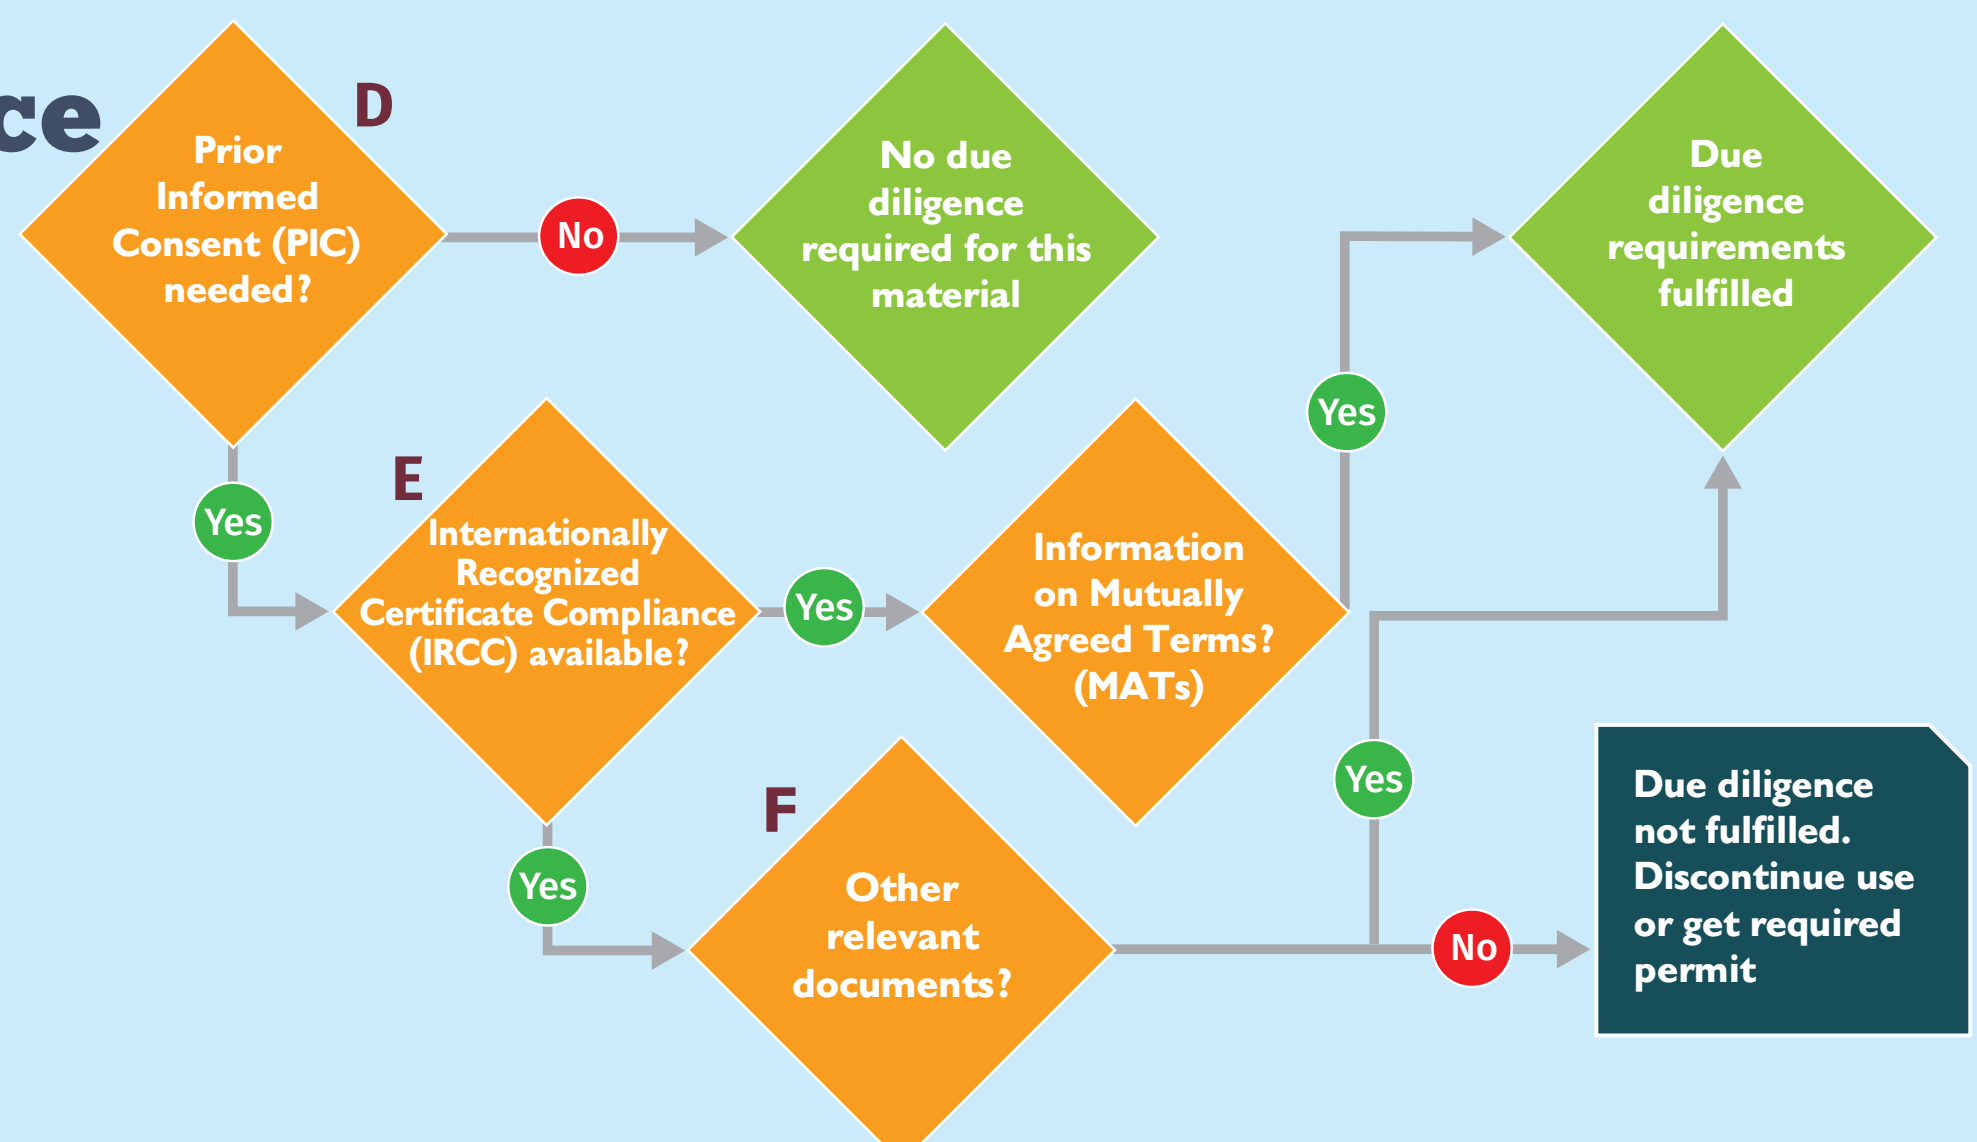 ce
D
Prior
Informed
Consent (PIC)
needed?
No
No due
diligence
required for this
material
Due
diligence
requirements
fulfilled
Yes
Yes
E
Internationally
Recognized
Certificate Compliance
(IRCC) available?
Yes
Information
on Mutually
Agreed Terms?
(MATs)
Yes
F
Other
relevant
documents?
Yes
No
Due diligence
not fulfilled.
Discontinue use
or get required
permit